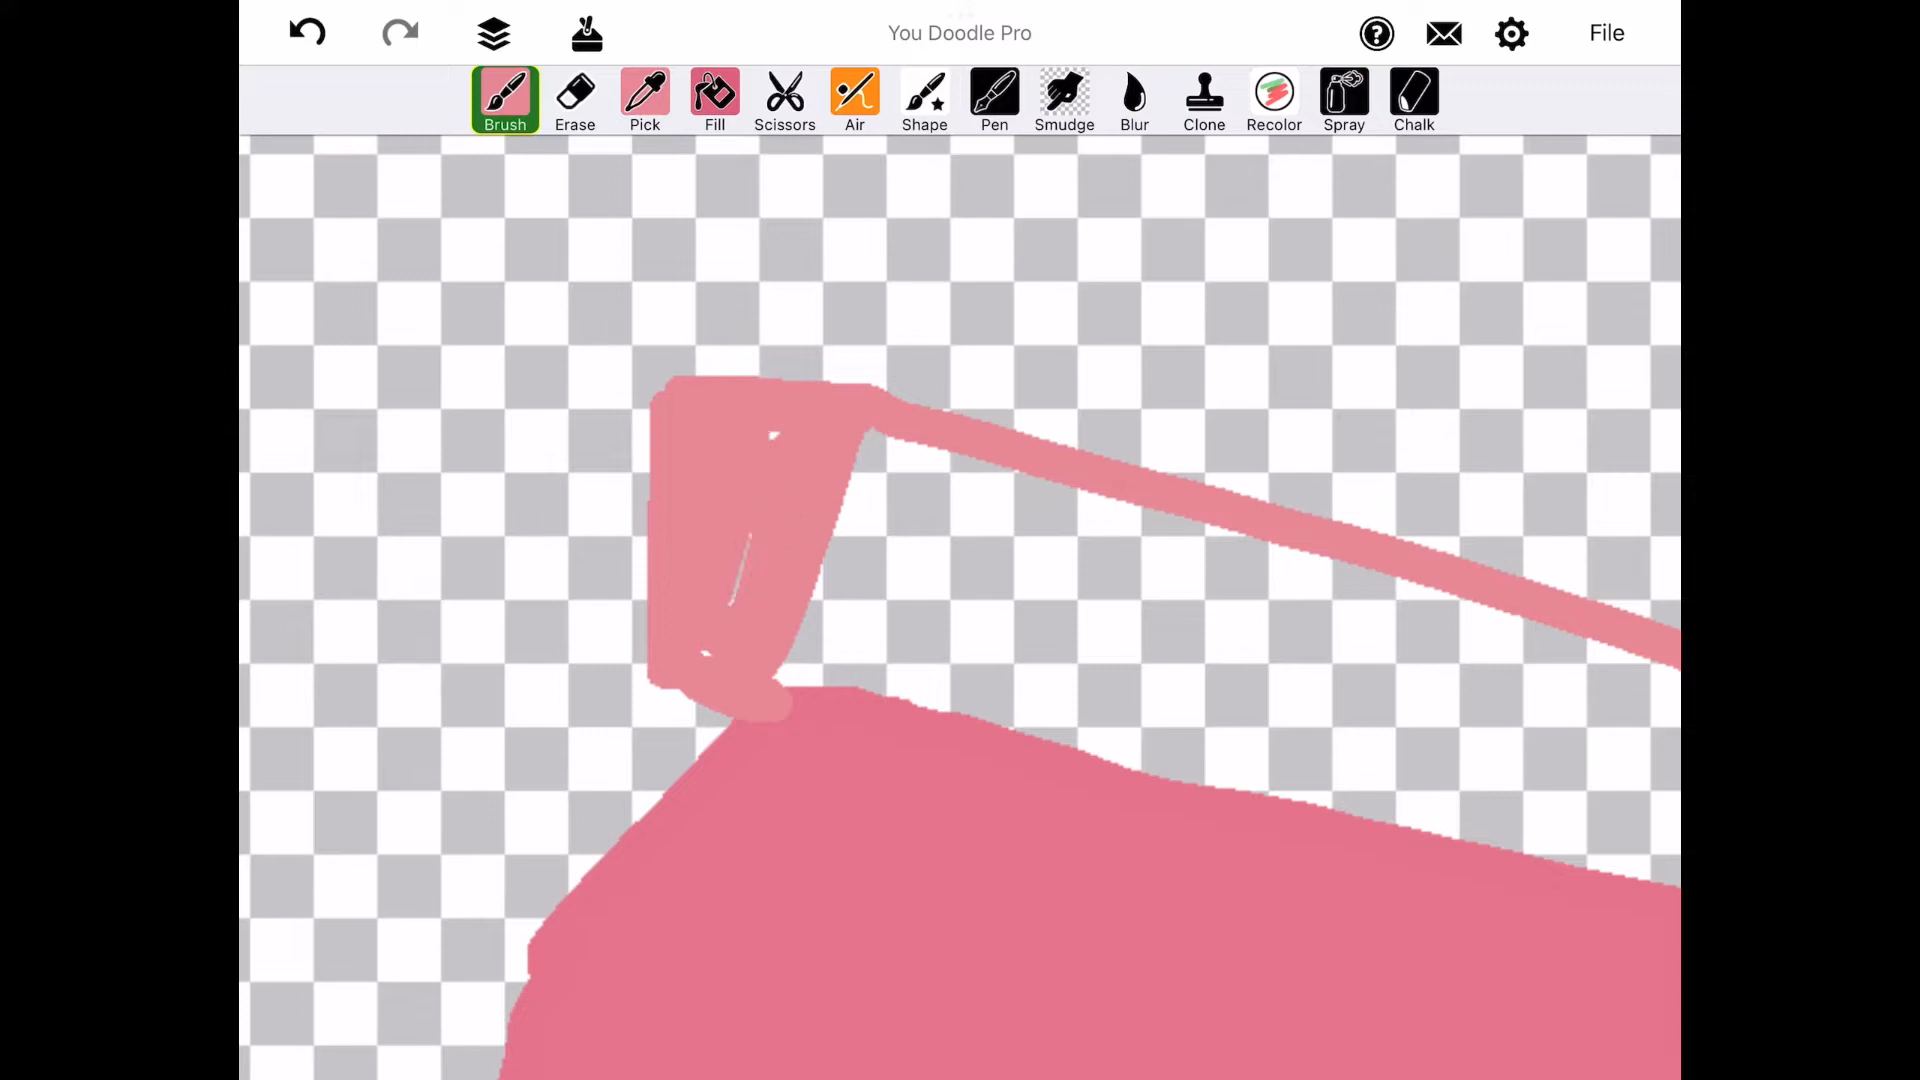 You Doodle Pro
File
Brush Erase Pick Fill Scissors Air Shape Pen Smudge Blur Clone Recolor Spray Chalk